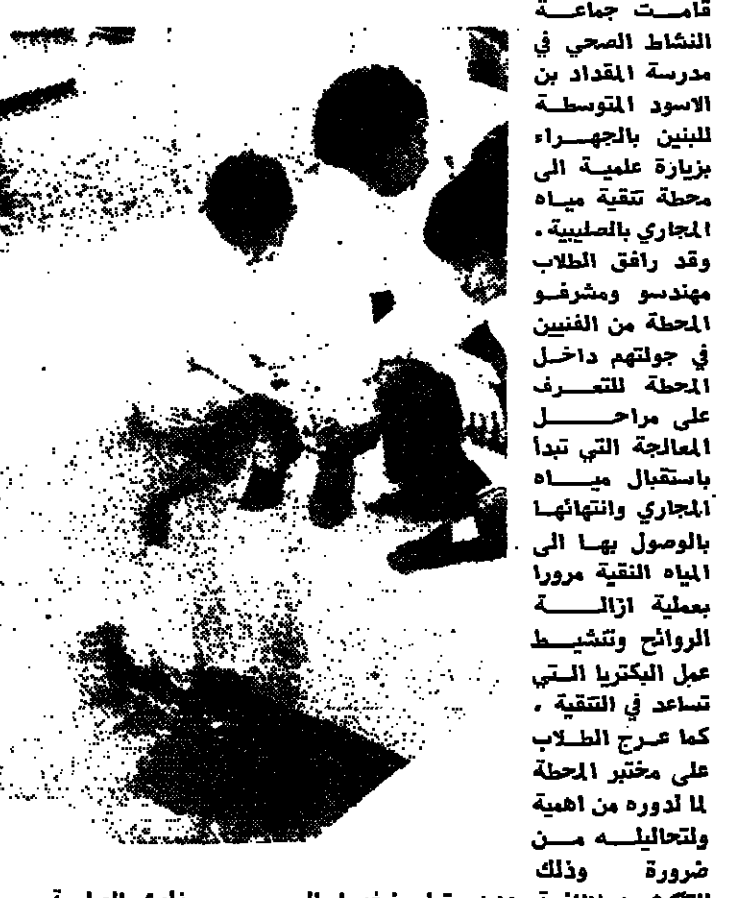 قامت جماعة
النشاط الصحي في
مدرسة المقداد بن
الاسود المتوسطة
للبنين بالجهراء
بزيارة علمية الى
محطة تنقية مياه
المجاري بالصليبية.
وقد رافق الطلاب
مهندسو ومشرفو
المحطة من الفنيين
في جولتهم داخل
المحطة للتعرف
على مراحل
المعالجة التي تبدأ
باستقبال مياه
المجاري وانتهائها
بالوصول بها الى
المياه النقية مرورا
بعملية ازالة
الروائح وتنشيط
عمل البكتريا التي
تساعد في التنقية .
كما عرج الطلاب
على مختبر المحطة
لما لدوره من اهمية
ولتحاليله من
ضرورة وذلك